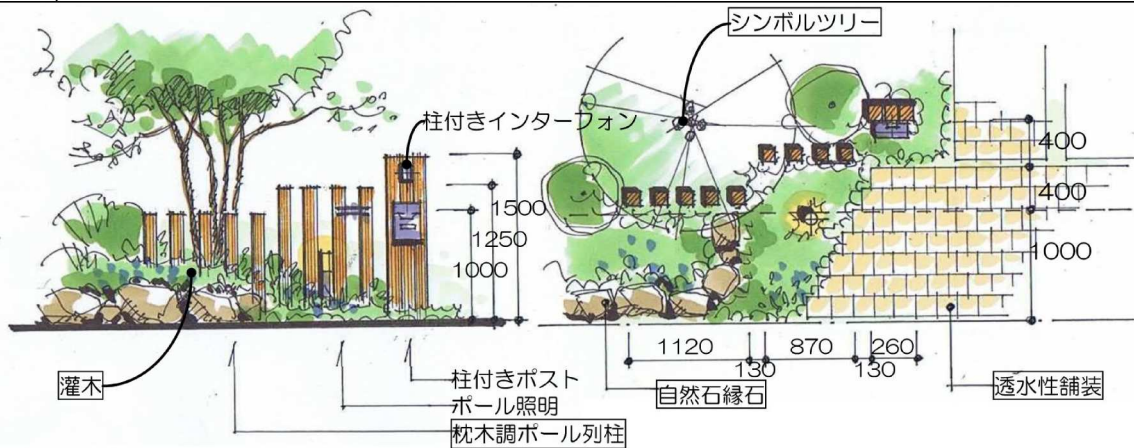 シンボルツリー
柱付きインターフォン
1500
1250
1000
400
400
1000
1120
130
870
130
260
灌木
柱付きポスト
ポール照明
枕木調ポール列柱
自然石縁石
透水性舗装